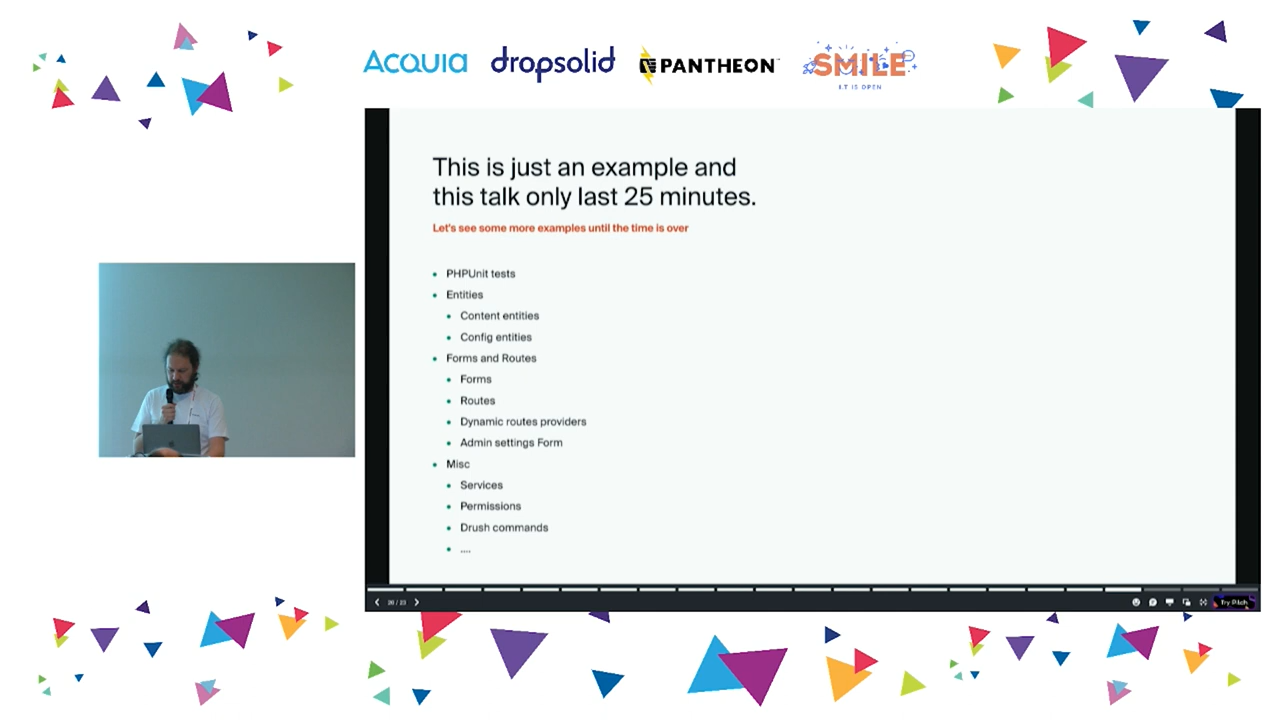 ACQUIA
dropsolid
PANTHEON
SMILE
I.T IS OPEN
This is just an example and
this talk only last 25 minutes.
Let's see some more examples until the time is over
• PHPUnit tests
• Entities
• Content entities
• Config entities
• Forms and Routes
• Forms
• Routes
• Dynamic routes providers
• Admin settings Form
• Misc
• Services
• Permissions
• Drush commands
• ....
Try Pitch